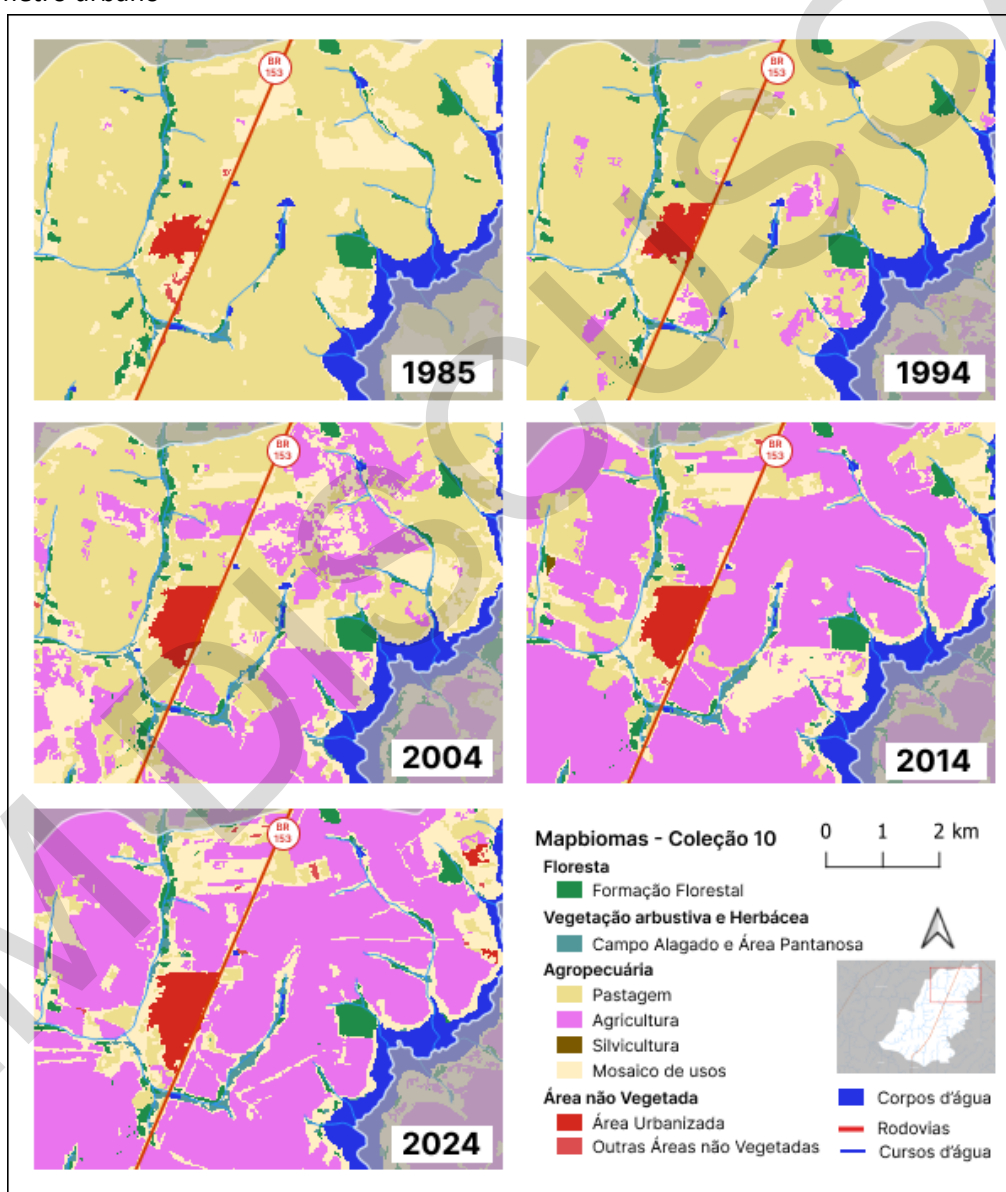 BR
153
1985
BR
153
1994
BR
153
2004
BR
153
2014
BR
153
2024
Mapbiomas - Coleção 10
Floresta
Formação Florestal
Vegetação arbustiva e Herbácea
Campo Alagado e Área Pantanosa
Agropecuária
Pastagem
Agricultura
Silvicultura
Mosaico de usos
Área não Vegetada
Área Urbanizada
Outras Áreas não Vegetadas
0 1 2 km
Corpos d'água
Rodovias
Cursos d'água